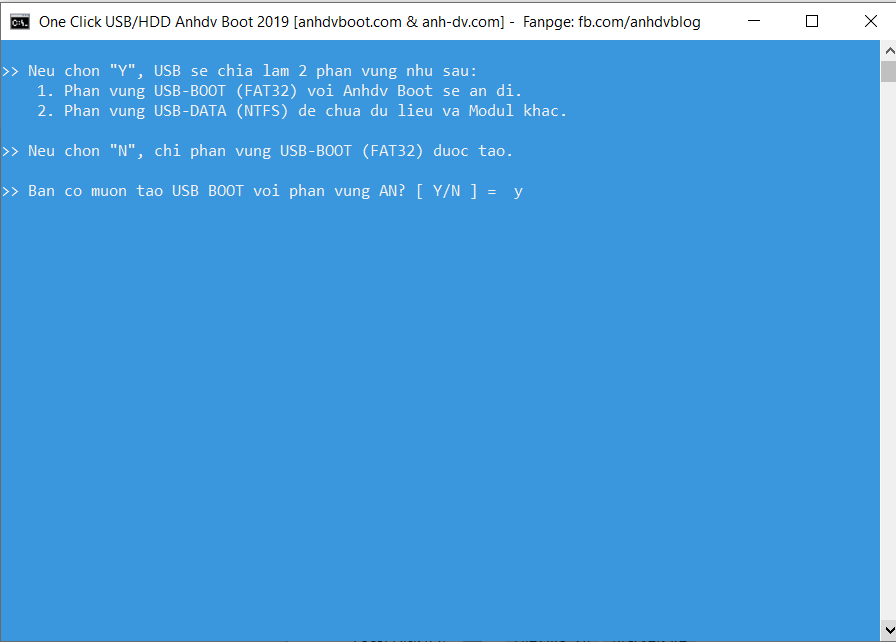 One Click USB/HDD Anhdv Boot 2019 [anhdvboot.com & anh-dv.com] - Fanpge: fb.com/anhdvblog
>> Neu chon "Y", USB se chia lam 2 phan vung nhu sau:
1. Phan vung USB-BOOT (FAT32) voi Anhdv Boot se an di.
2. Phan vung USB-DATA (NTFS) de chua du lieu va Modul khac.
>> Neu chon "N", chi phan vung USB-BOOT (FAT32) duoc tao.
>> Ban co muon tao USB BOOT voi phan vung AN? [ Y/N ] = y